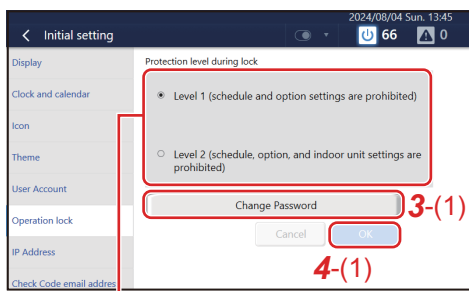 2024/08/04 Sun. 13:45
Initial setting
66
0
Display
Protection level during lock
Clock and calendar
Level 1 (schedule and option settings are prohibited)
Icon
Theme
Level 2 (schedule, option, and indoor unit settings are
prohibited)
User Account
Change Password
3-(1)
Operation lock
Cancel
OK
4-(1)
IP Address
Check Code email addres